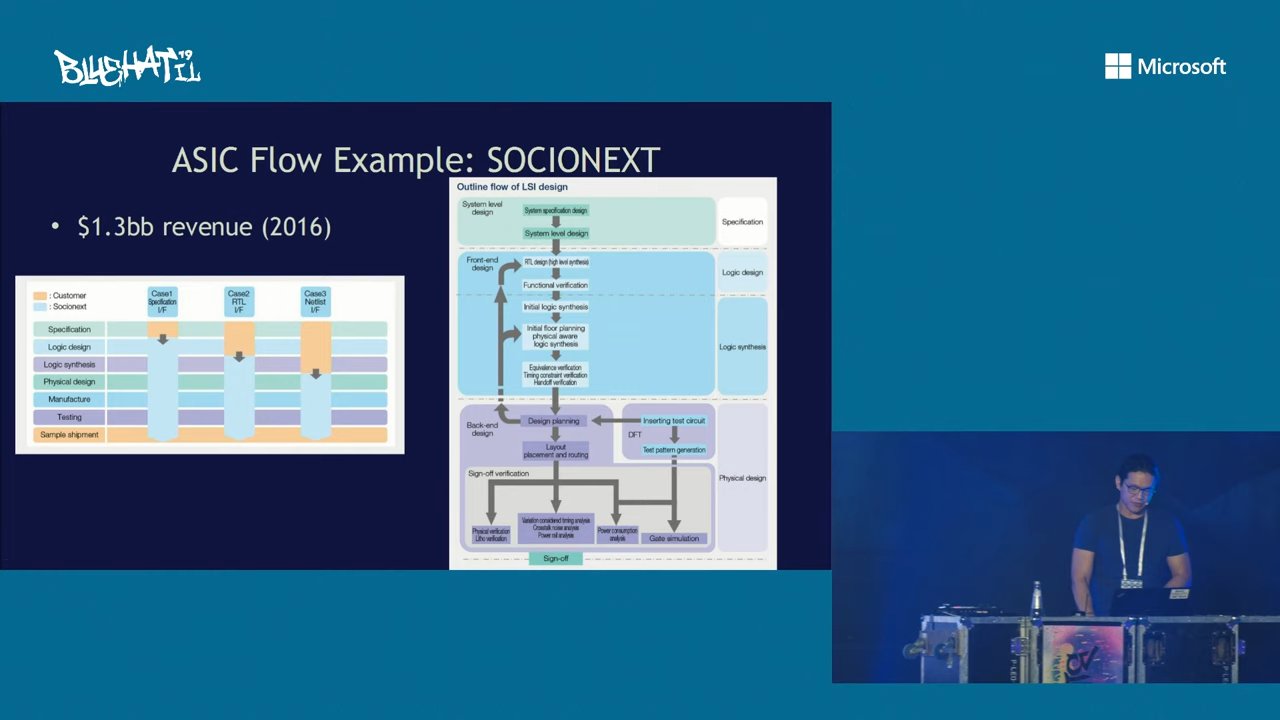 BLUEHAT IL '19
Microsoft
ASIC Flow Example: SOCIONEXT
• $1.3bb revenue (2016)
: Customer
: Socionext
Case1
Specification
I/F
Case2
RTL
I/F
Case3
Netlist
I/F
Specification
Logic design
Logic synthesis
Physical design
Manufacture
Testing
Sample shipment
Outline flow of LSI design
System level
design
System specification design
System level design
Specification
Front-end
design
RTL design (high level synthesis)
Functional verification
Logic design
Initial logic synthesis
Initial floor planning
physical aware
logic synthesis
Equivalence verification
Timing constraint verification
Handoff verification
Logic synthesis
Back-end
design
Design planning
Layout
placement and routing
Inserting test circuit
DFT
Test pattern generation
Physical design
Sign-off verification
Physical verification
Litho verification
Variation considered timing analysis
Crosstalk noise analysis
Power rail analysis
Power consumption
analysis
Gate simulation
Sign-off